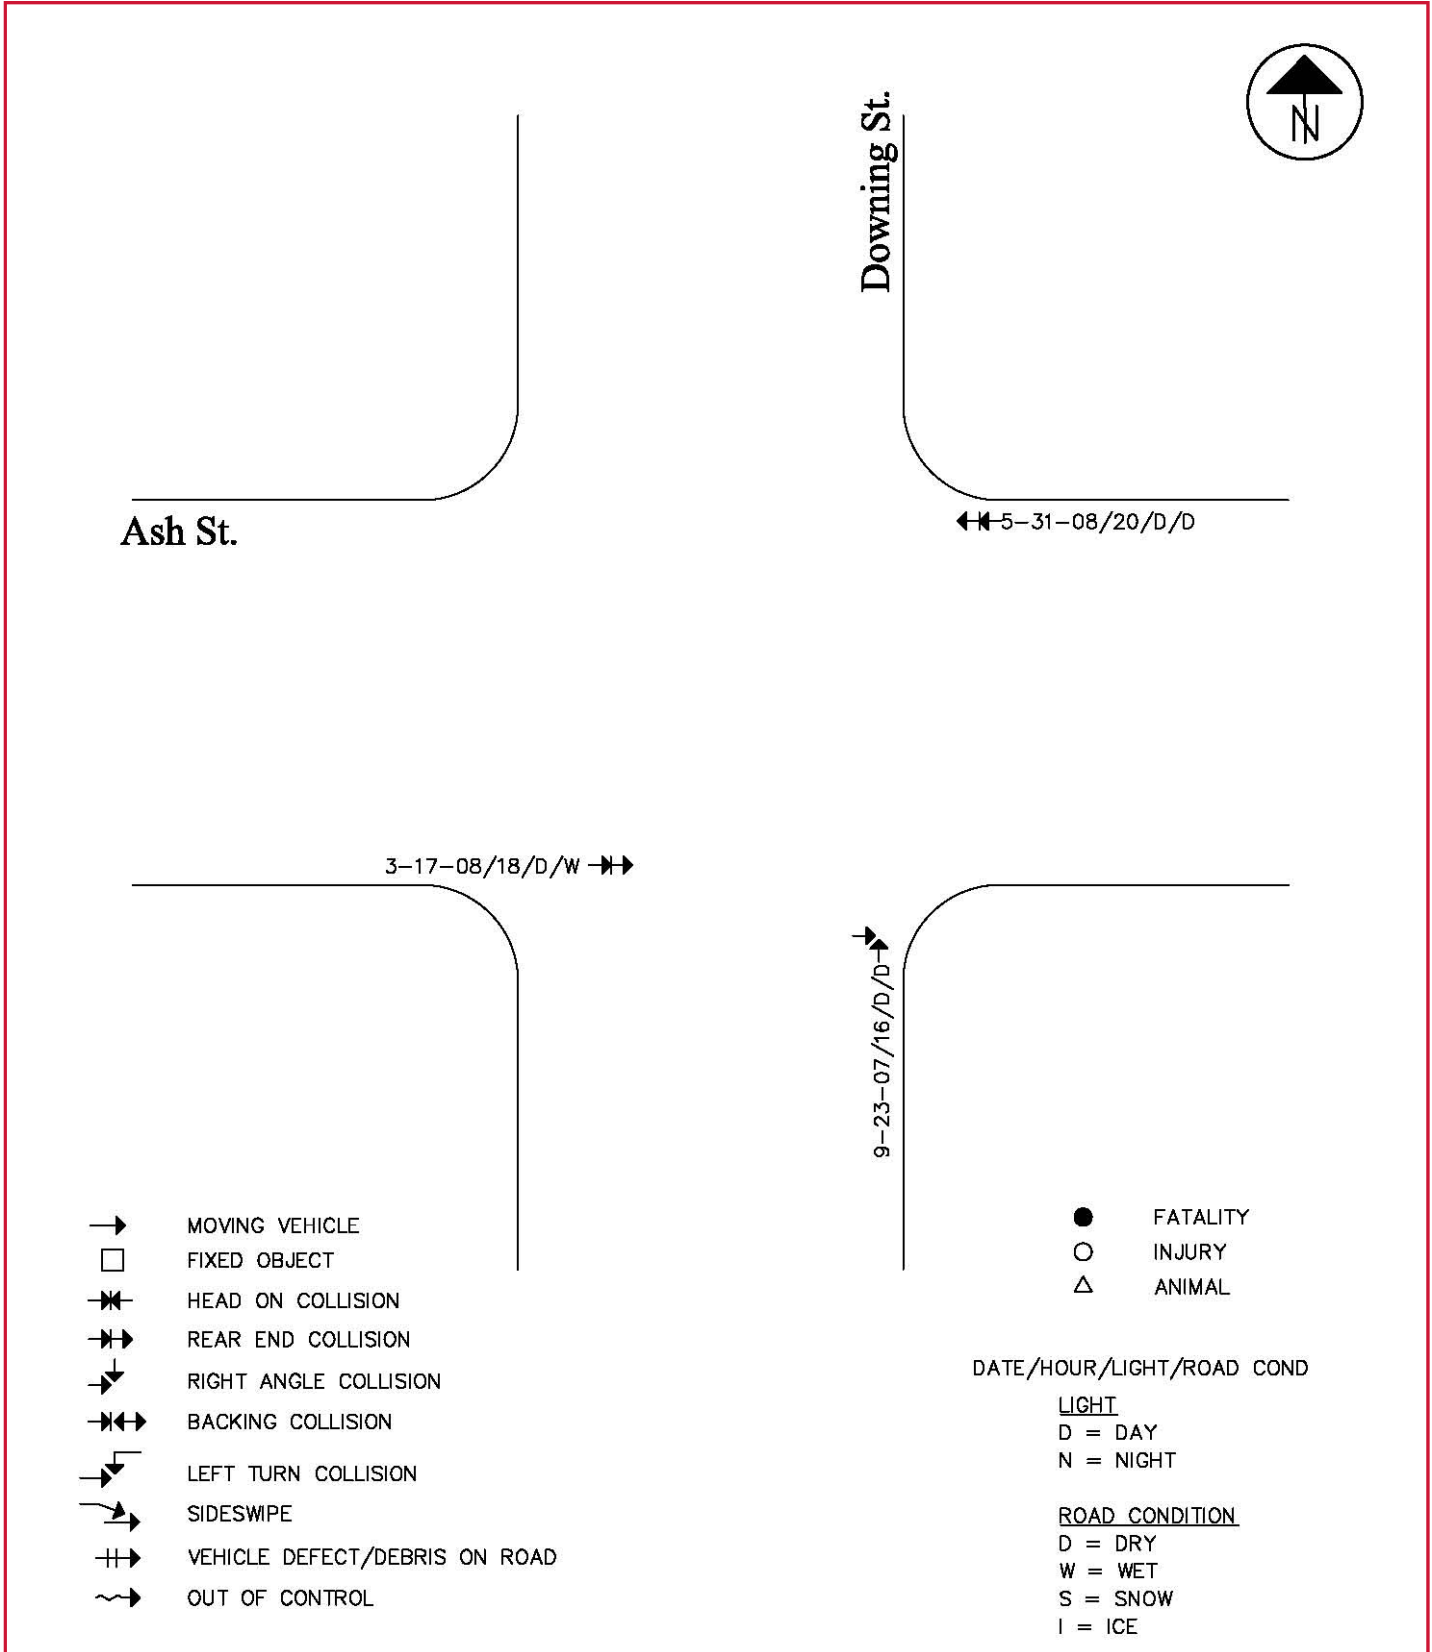 N
Downing St.
Ash St.
5-31-08/20/D/D
3-17-08/18/D/W
9-23-07/16/D/D
MOVING VEHICLE
FIXED OBJECT
HEAD ON COLLISION
REAR END COLLISION
RIGHT ANGLE COLLISION
BACKING COLLISION
LEFT TURN COLLISION
SIDESWIPE
VEHICLE DEFECT/DEBRIS ON ROAD
OUT OF CONTROL
FATALITY
INJURY
ANIMAL
DATE/HOUR/LIGHT/ROAD COND
LIGHT
D = DAY
N = NIGHT
ROAD CONDITION
D = DRY
W = WET
S = SNOW
I = ICE